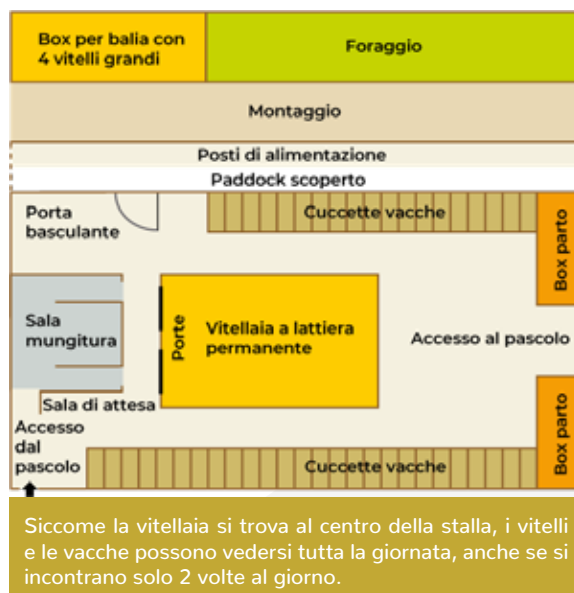 Box per balia con
4 vitelli grandi
Foraggio
Montaggio
Posti di alimentazione
Paddock scoperto
Porta
basculante
Cuccette vacche
Box parto
Sala
mungitura
Porte
Vitellaia a lattiera
permanente
Accesso al pascolo
Sala di attesa
Accesso
dal
pascolo
Cuccette vacche
Box parto
Siccome la vitellaia si trova al centro della stalla, i vitelli
e le vacche possono vedersi tutta la giornata, anche se si
incontrano solo 2 volte al giorno.